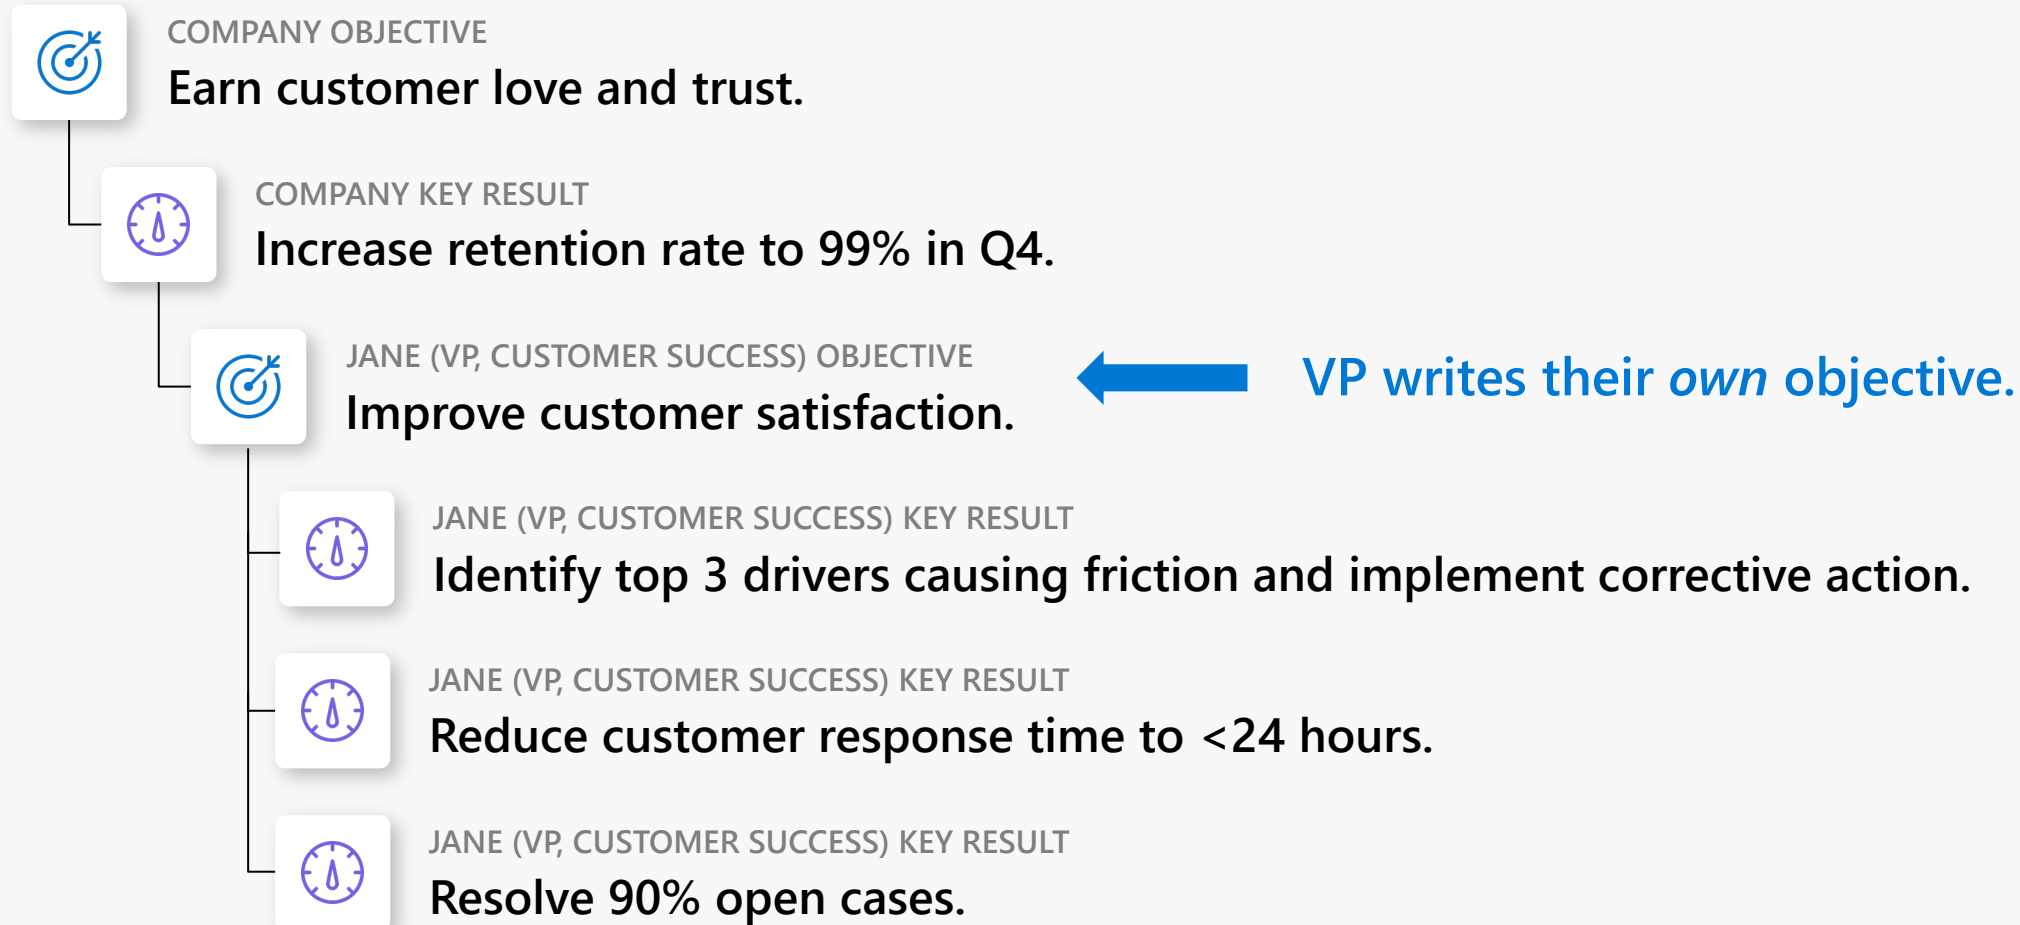 COMPANY OBJECTIVE
Earn customer love and trust.
COMPANY KEY RESULT
Increase retention rate to 99% in Q4.
JANE (VP, CUSTOMER SUCCESS) OBJECTIVE
Improve customer satisfaction.
VP writes their own objective.
JANE (VP, CUSTOMER SUCCESS) KEY RESULT
Identify top 3 drivers causing friction and implement corrective action.
JANE (VP, CUSTOMER SUCCESS) KEY RESULT
Reduce customer response time to <24 hours.
JANE (VP, CUSTOMER SUCCESS) KEY RESULT
Resolve 90% open cases.